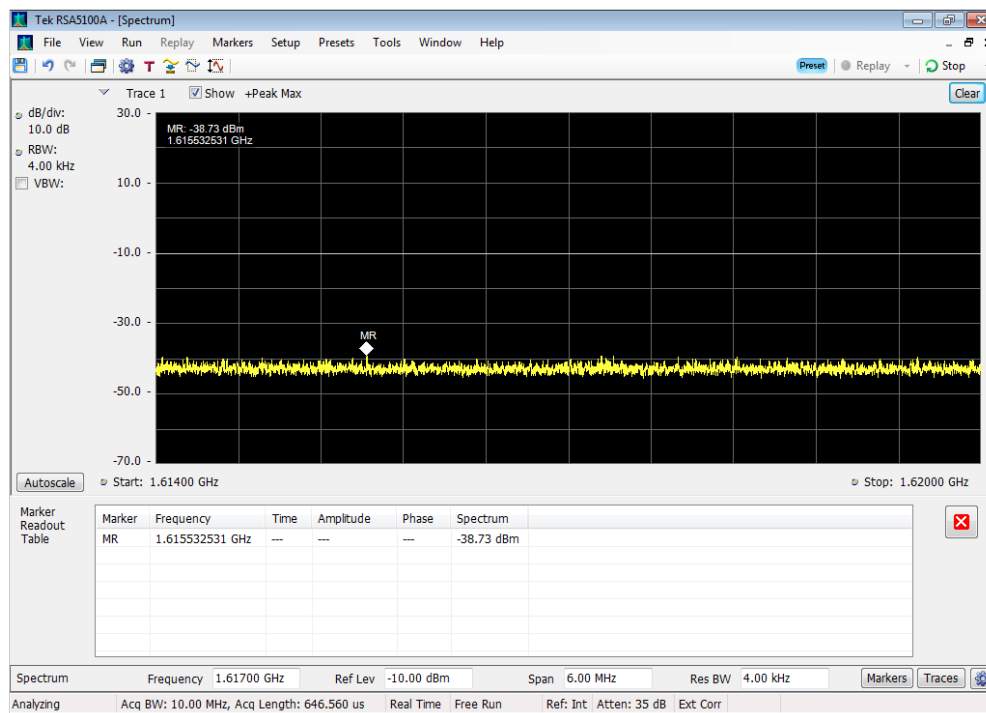 Tek RSA5100A - [Spectrum]
File View Run Replay Markers Setup Presets Tools Window Help
T Preset Replay Stop
Trace 1 Show +Peak Max Clear
dB/div:
10.0 dB
RBW:
4.00 kHz
VBW:
30.0 -
10.0 -
-10.0 -
-30.0 -
-50.0 -
-70.0 -
MR: -38.73 dBm
1.615532531 GHz
MR
Autoscale Start: 1.61400 GHz Stop: 1.62000 GHz
Marker
Readout
Table
Marker Frequency Time Amplitude Phase Spectrum
MR 1.615532531 GHz --- --- --- -38.73 dBm
Spectrum Frequency 1.61700 GHz Ref Lev -10.00 dBm Span 6.00 MHz Res BW 4.00 kHz Markers Traces
Analyzing Acq BW: 10.00 MHz, Acq Length: 646.560 us Real Time Free Run Ref: Int Atten: 35 dB Ext Corr